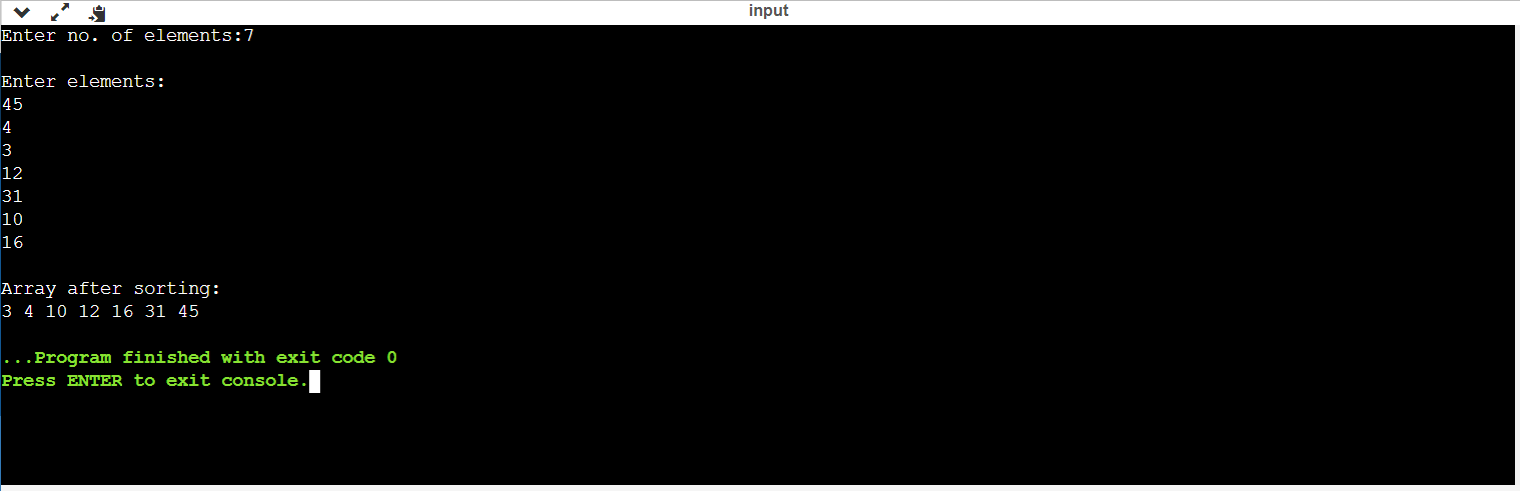 input
Enter no. of elements:7
Enter elements:
45
4
3
12
31
10
16
Array after sorting:
3 4 10 12 16 31 45
...Program finished with exit code 0
Press ENTER to exit console.